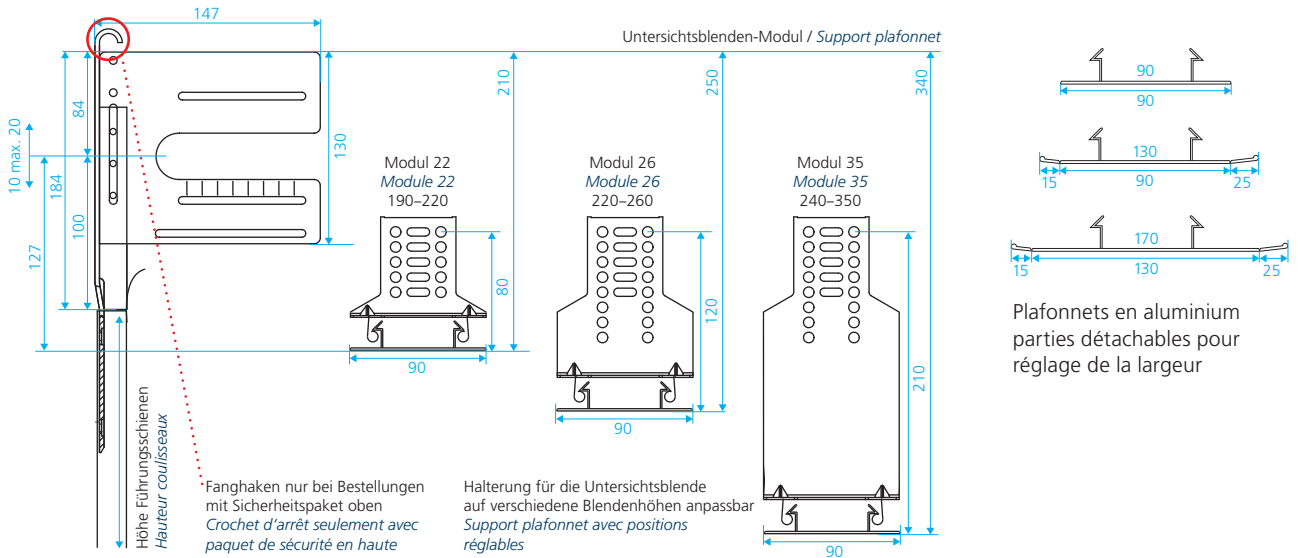 147
Untersichtsblenden-Modul / Support plafonnet
84
10 max. 20
184
100
127
130
210
250
340
Modul 22
Module 22
190–220
80
90
Modul 26
Module 26
220–260
120
90
Modul 35
Module 35
240–350
210
90
90
90
130
15
90
25
170
15
130
25
Plafonnets en aluminium
parties détachables pour
réglage de la largeur
Höhe Führungsschienen
Hauteur coulisseaux
Fanghaken nur bei Bestellungen
mit Sicherheitspaket oben
Crochet d'arrêt seulement avec
paquet de sécurité en haute
Halterung für die Untersichtsblende
auf verschiedene Blendenhöhen anpassbar
Support plafonnet avec positions
réglables